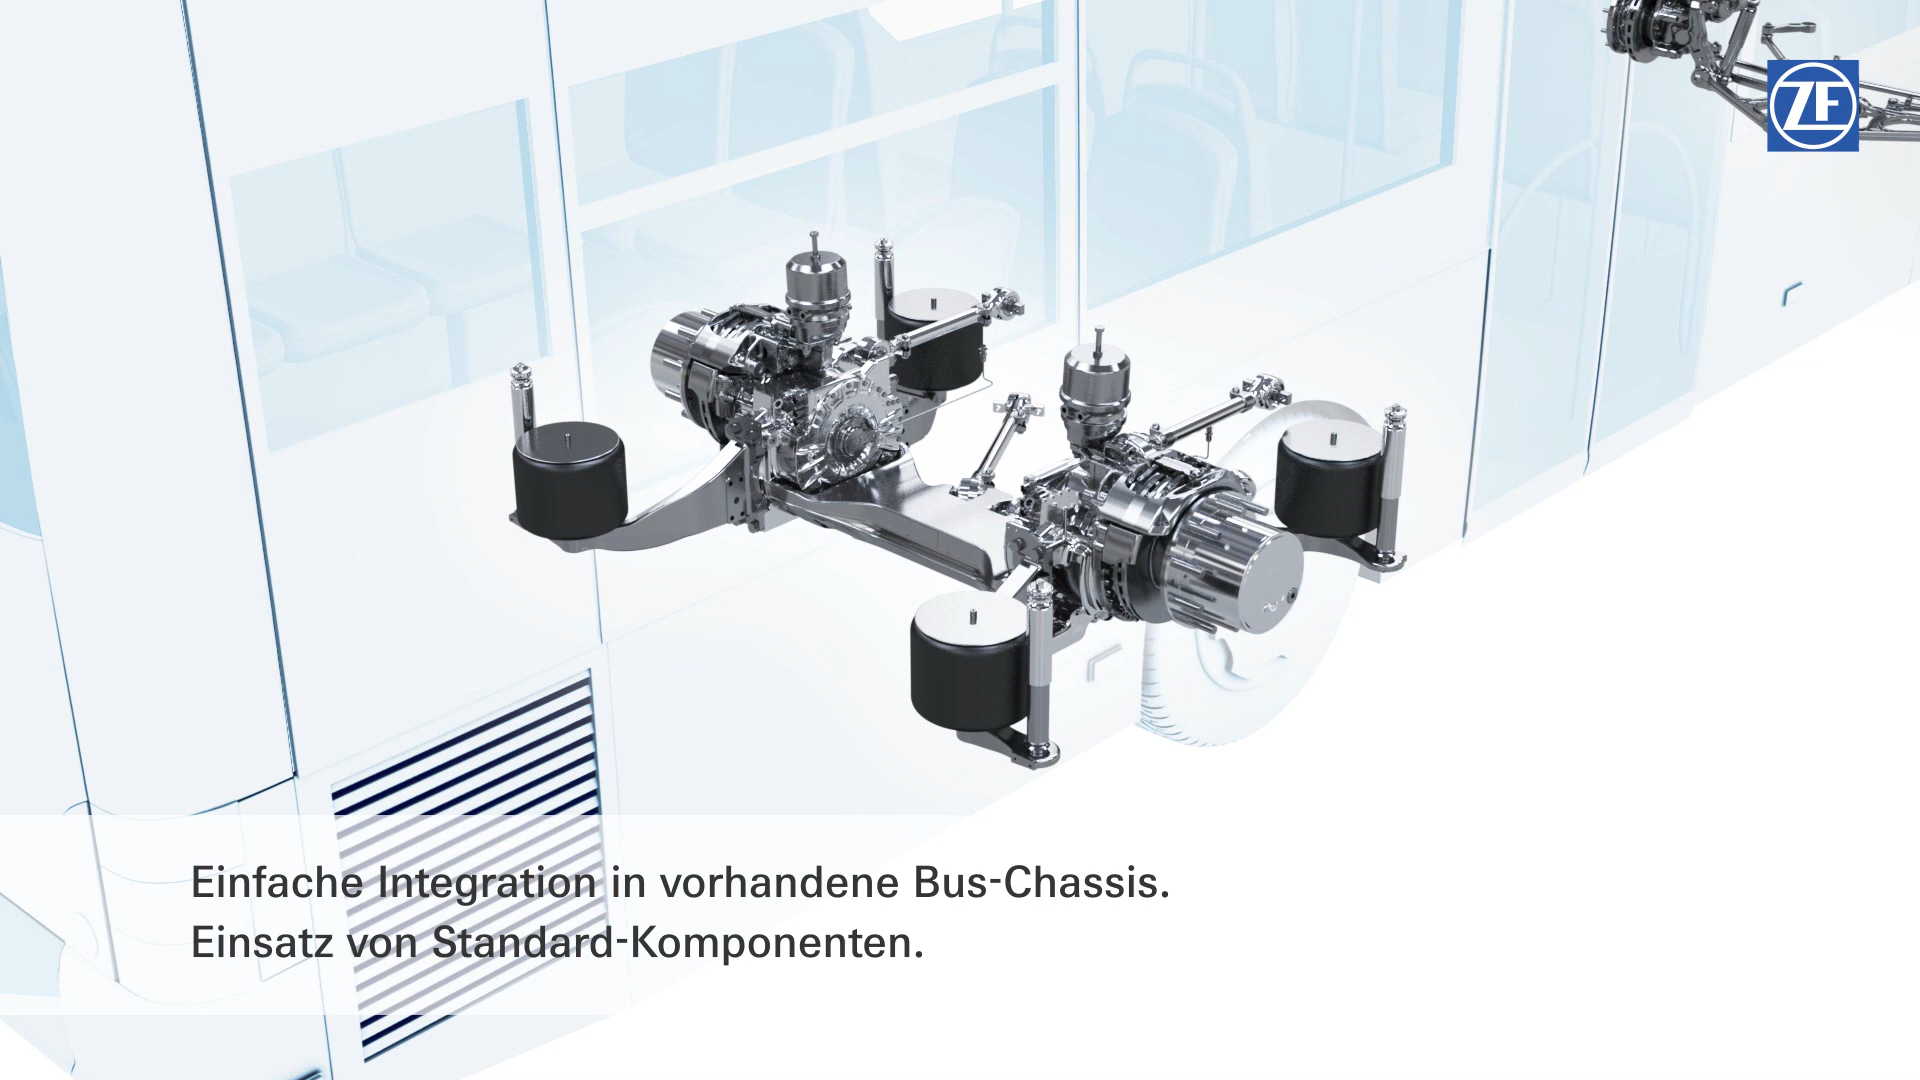 ZF
Einfache Integration in vorhandene Bus-Chassis.
Einsatz von Standard-Komponenten.